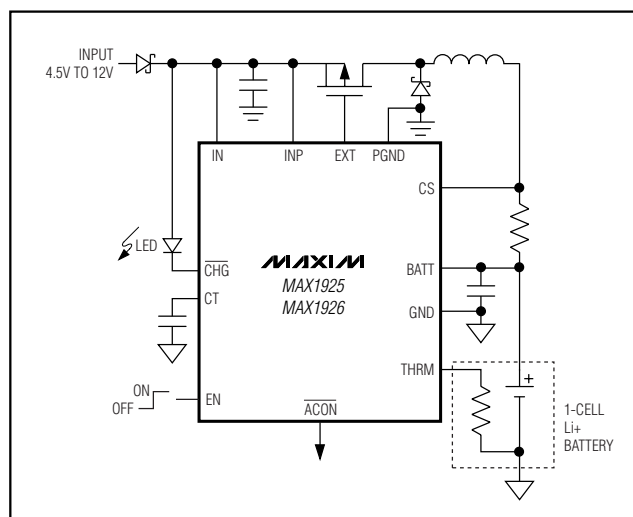 INPUT
4.5V TO 12V
IN
INP
EXT
PGND
CS
LED
CHG
MAXIM
BATT
MAX1925
CT
MAX1926
GND
THRM
ON
OFF
EN
ACON
+
1-CELL
Li+
BATTERY